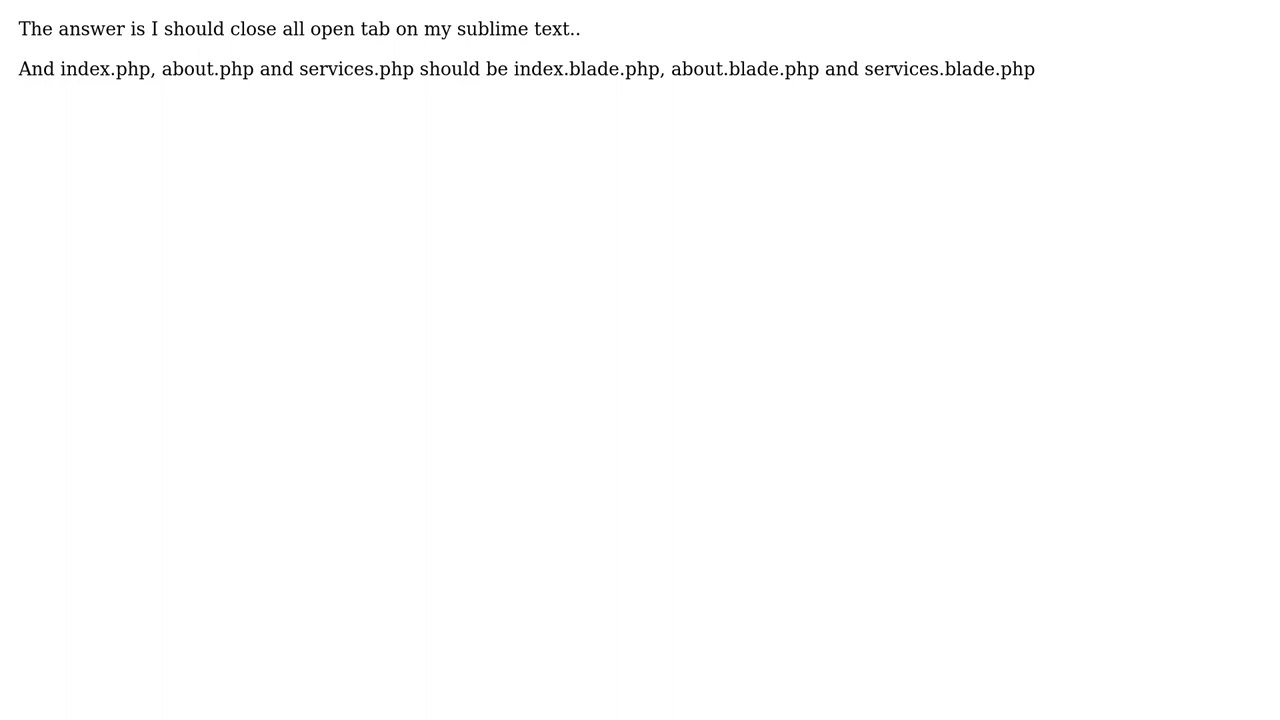 The answer is I should close all open tab on my sublime text..
And index.php, about.php and services.php should be index.blade.php, about.blade.php and services.blade.php